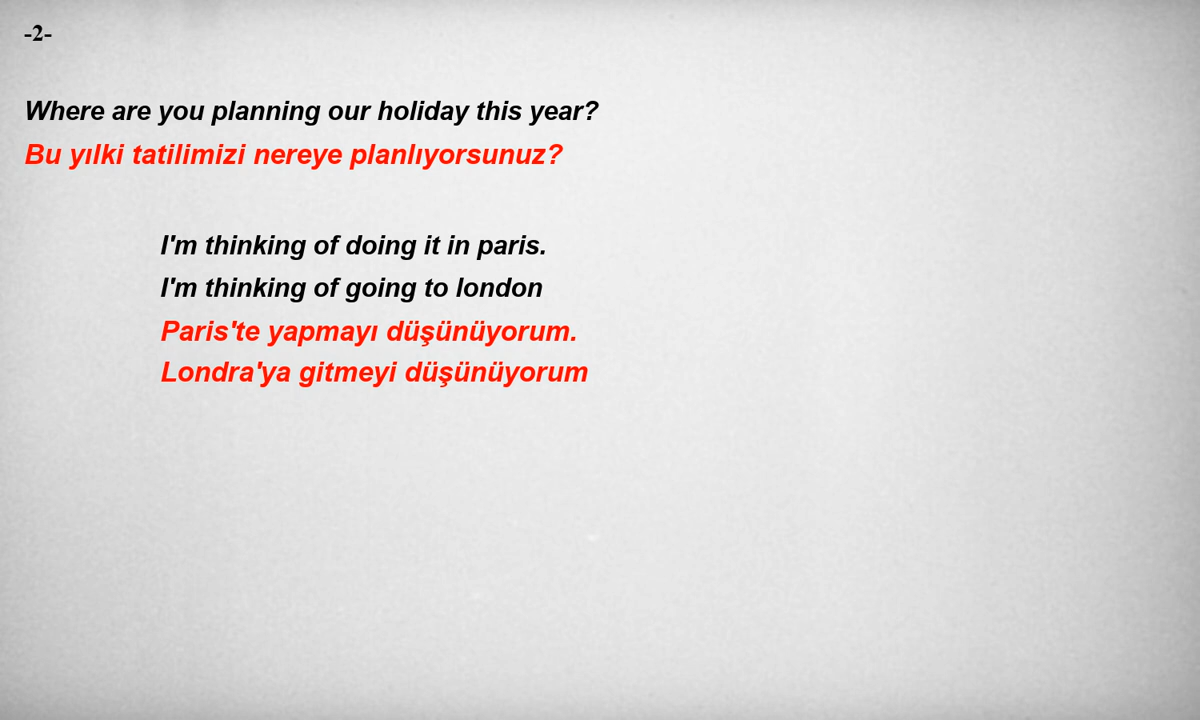 -2-
Where are you planning our holiday this year?
Bu yılki tatilimizi nereye planlıyorsunuz?
I'm thinking of doing it in paris.
I'm thinking of going to london
Paris'te yapmayı düşünüyorum.
Londra'ya gitmeyi düşünüyorum